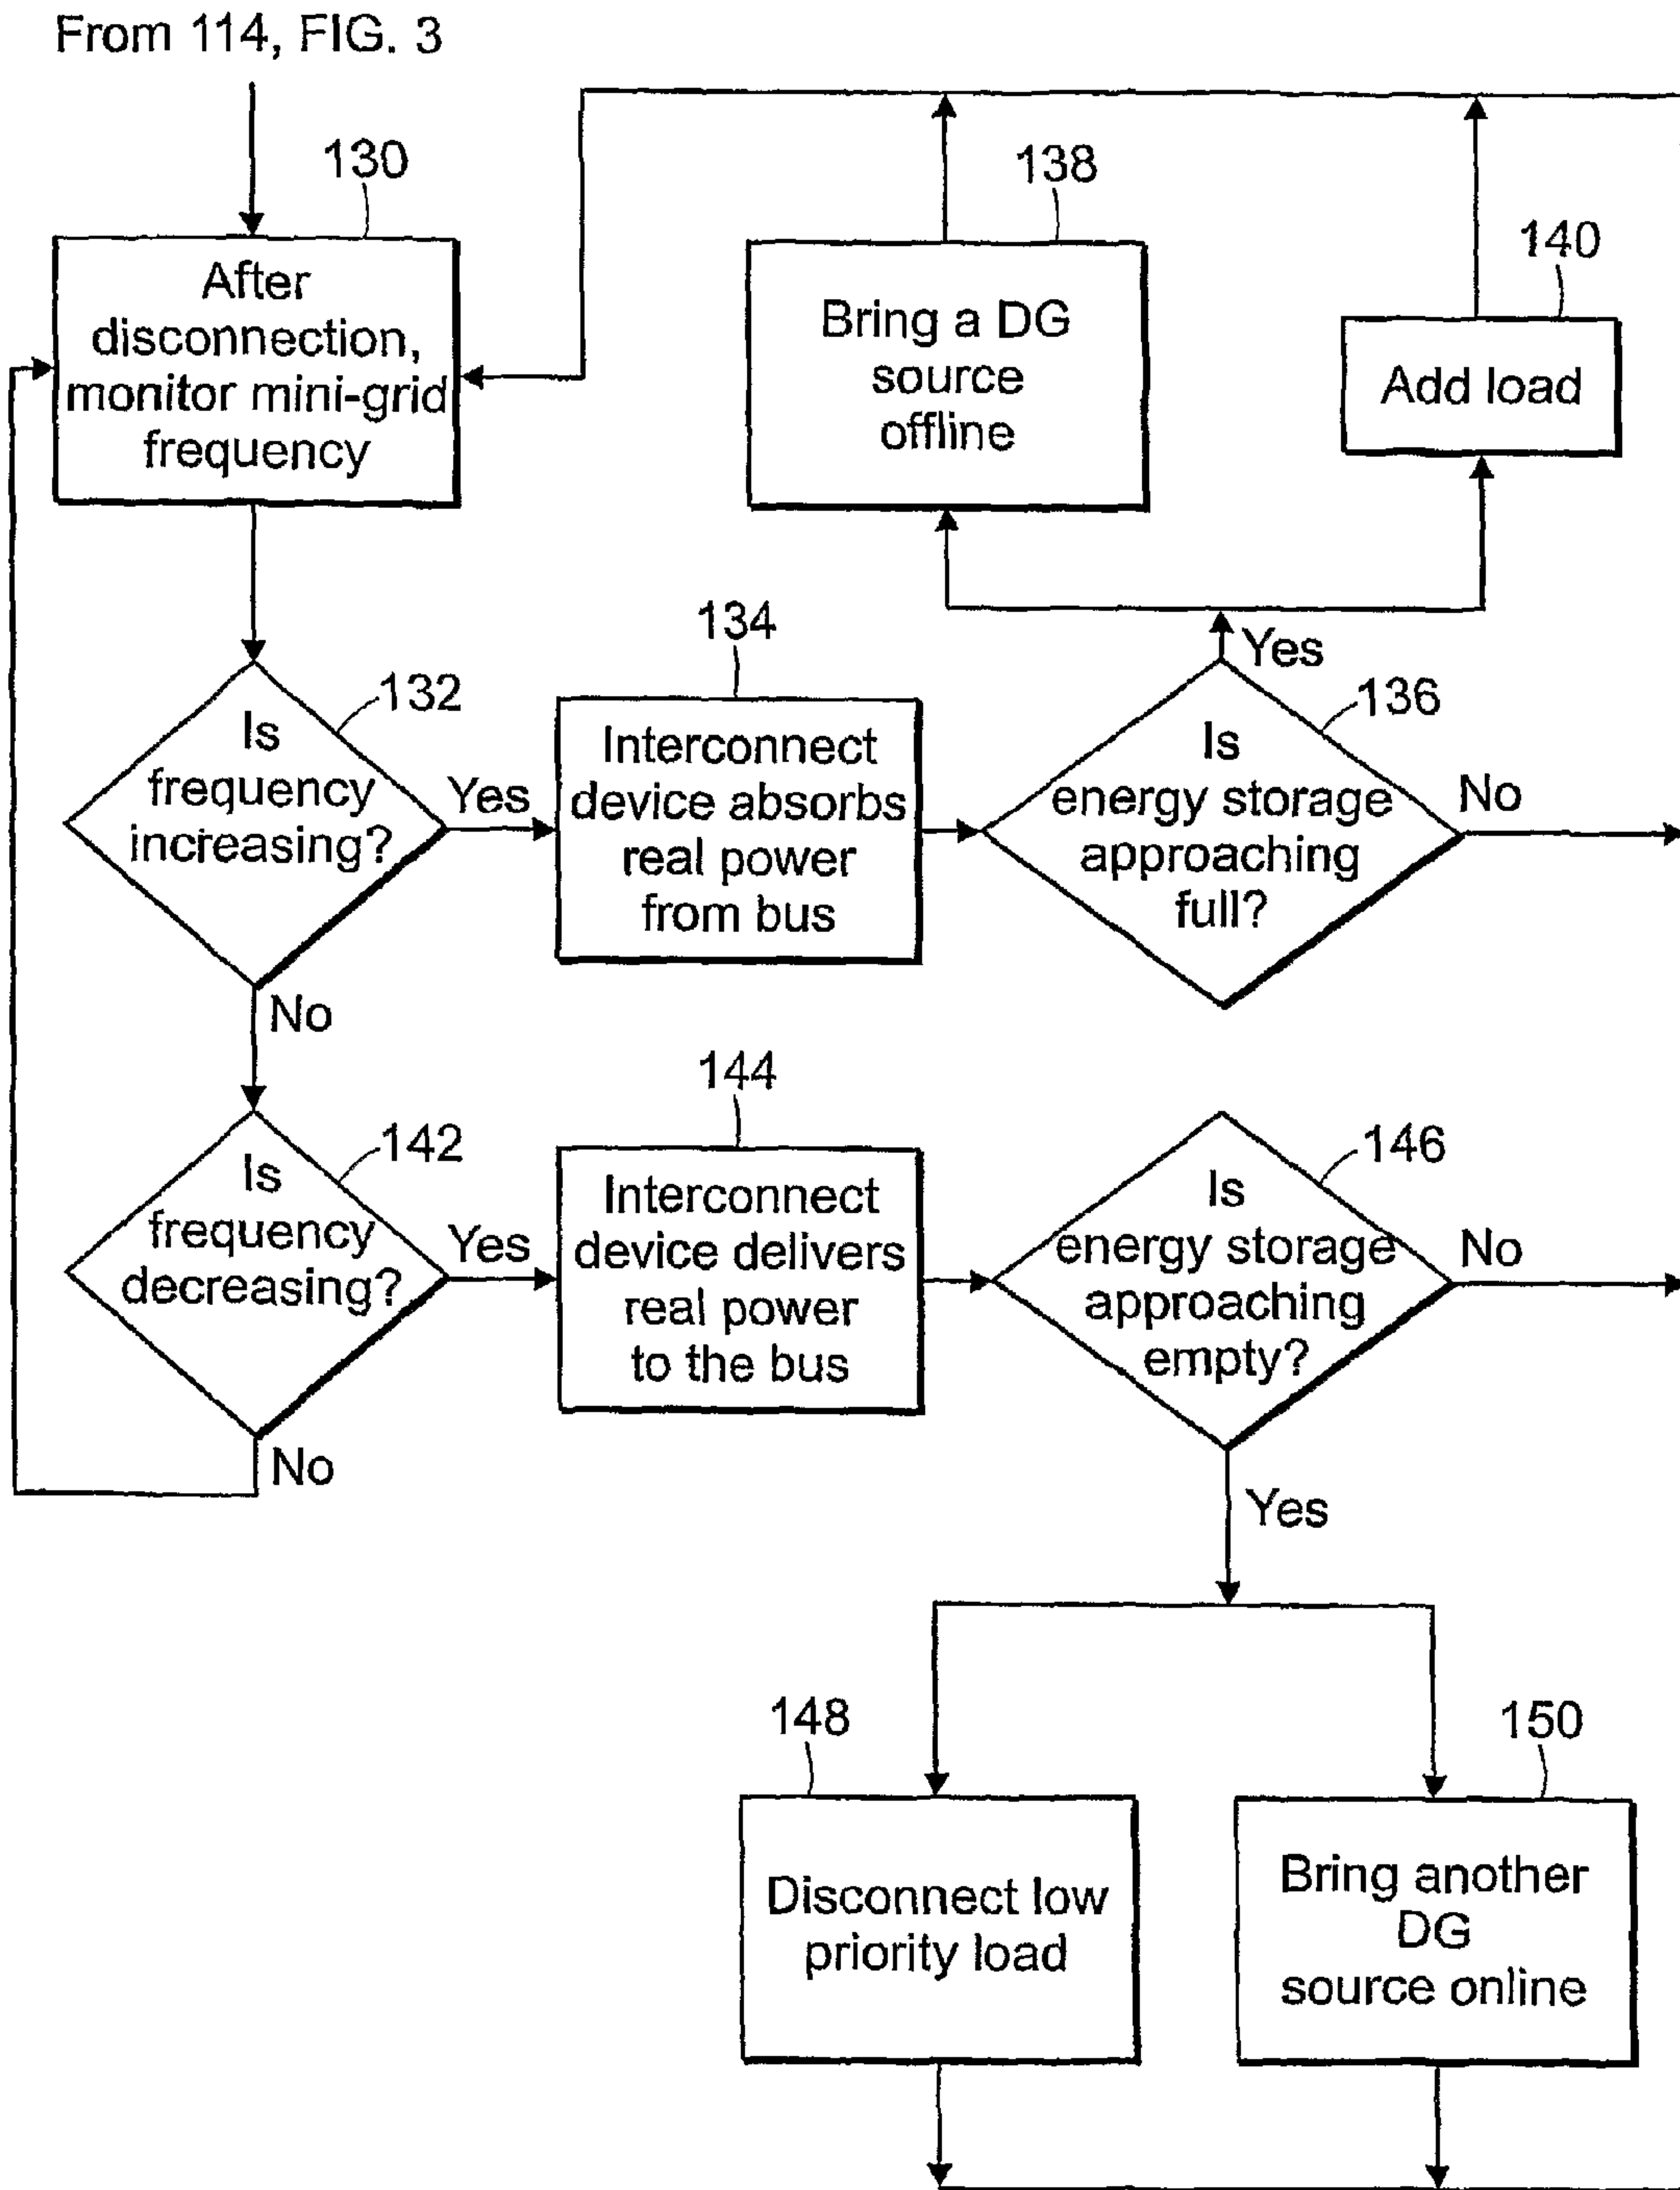 From 114, FIG. 3
130
After
disconnection,
monitor mini-grid
frequency
138
Bring a DG
source
offline
140
Add load
132
Is
frequency
increasing?
Yes
No
134
Interconnect
device absorbs
real power
from bus
136
Is
energy storage
approaching
full?
Yes
No
142
Is
frequency
decreasing?
Yes
No
144
Interconnect
device delivers
real power
to the bus
146
Is
energy storage
approaching
empty?
No
Yes
148
Disconnect low
priority load
150
Bring another
DG
source online